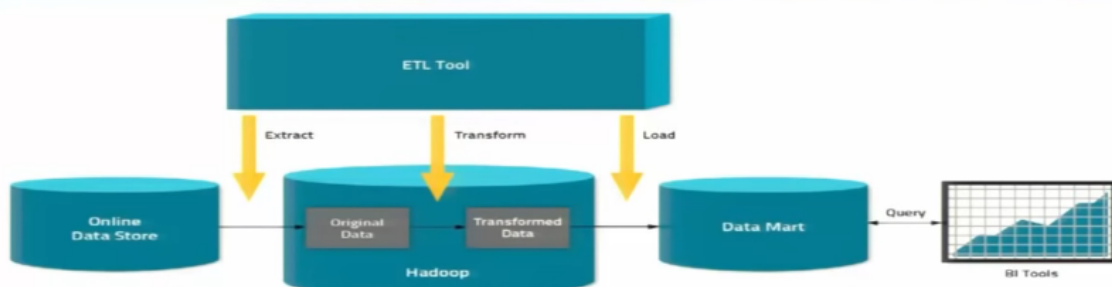 ETL Tool
Extract
Transform
Load
Online
Data Store
Original
Data
Transformed
Data
Hadoop
Data Mart
Query
BI Tools